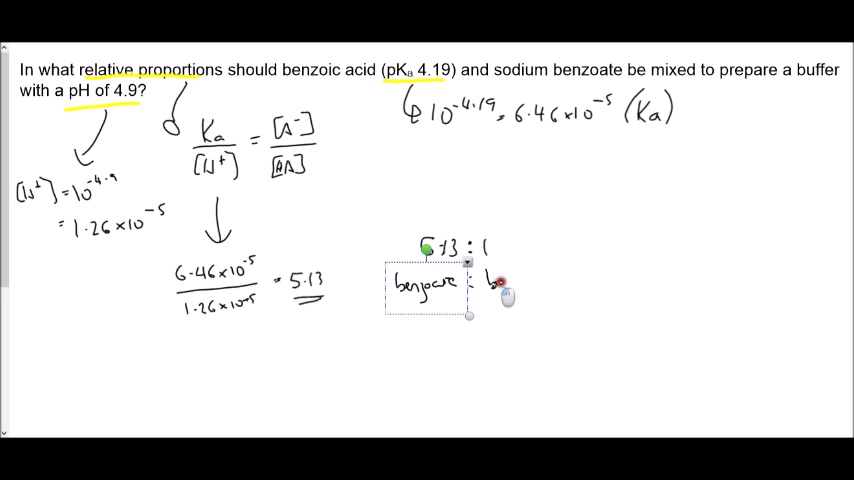 In what relative proportions should benzoic acid (pKₐ 4.19) and sodium benzoate be mixed to prepare a buffer
with a pH of 4.9?
10^-4.19 = 6.46×10^-5 (Ka)
Ka/[H⁺] = [A⁻]/[HA]
[H⁺] = 10^-4.9
= 1.26×10^-5
6.46×10^-5/1.26×10^-5 = 5.13
5.13 : 1
benzoate : b